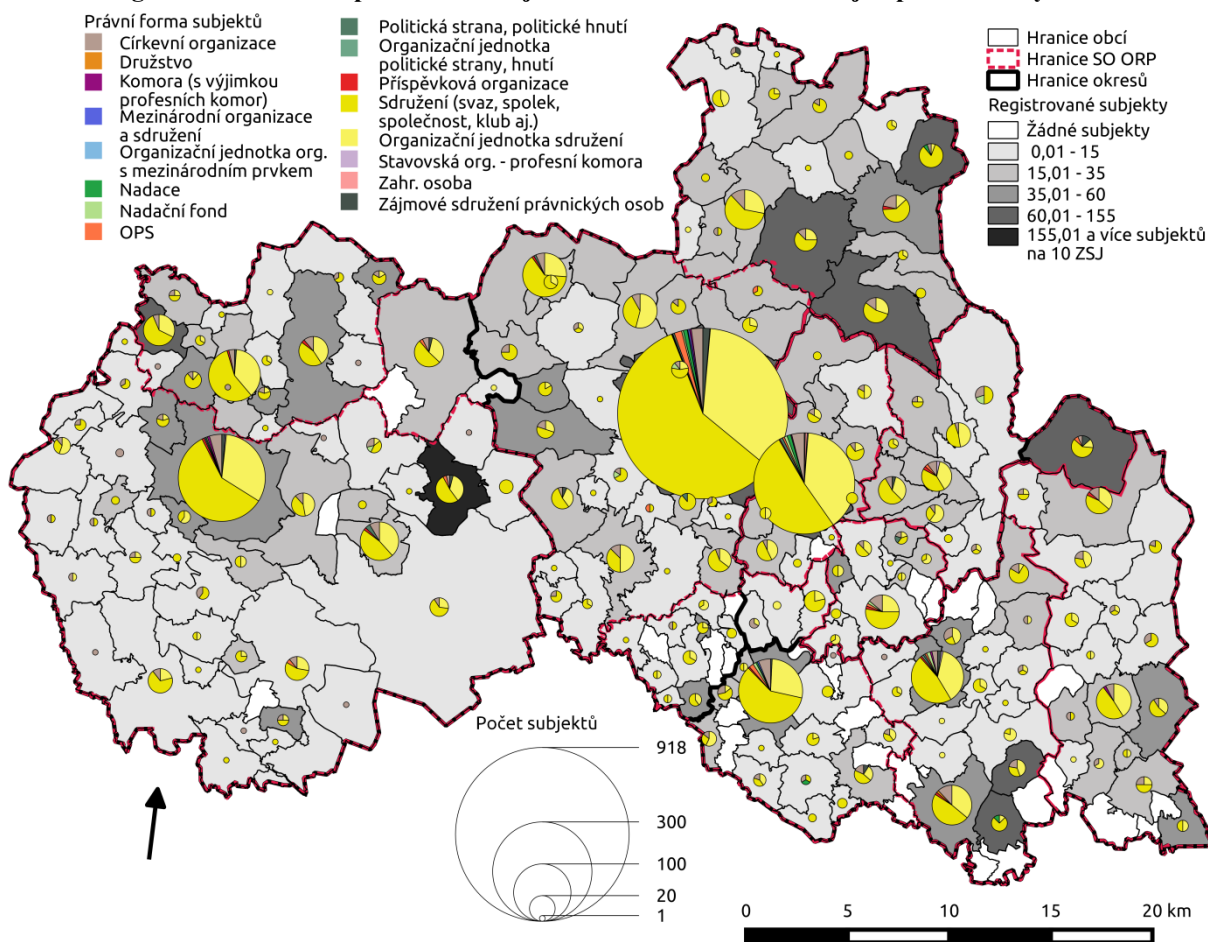 Právní forma subjektů
Církevní organizace
Družstvo
Komora (s výjimkou
profesních komor)
Mezinárodní organizace
a sdružení
Organizační jednotka org.
s mezinárodním prvkem
Nadace
Nadační fond
OPS
Politická strana, politické hnutí
Organizační jednotka
politické strany, hnutí
Příspěvková organizace
Sdružení (svaz, spolek,
společnost, klub aj.)
Organizační jednotka sdružení
Stavovská org. - profesní komora
Zahr. osoba
Zájmové sdružení právnických osob
Hranice obcí
Hranice SO ORP
Hranice okresů
Registrované subjekty
Žádné subjekty
0,01 - 15
15,01 - 35
35,01 - 60
60,01 - 155
155,01 a více subjektů
na 10 ZSJ
Počet subjektů
918
300
100
20
1
0 5 10 15 20 km